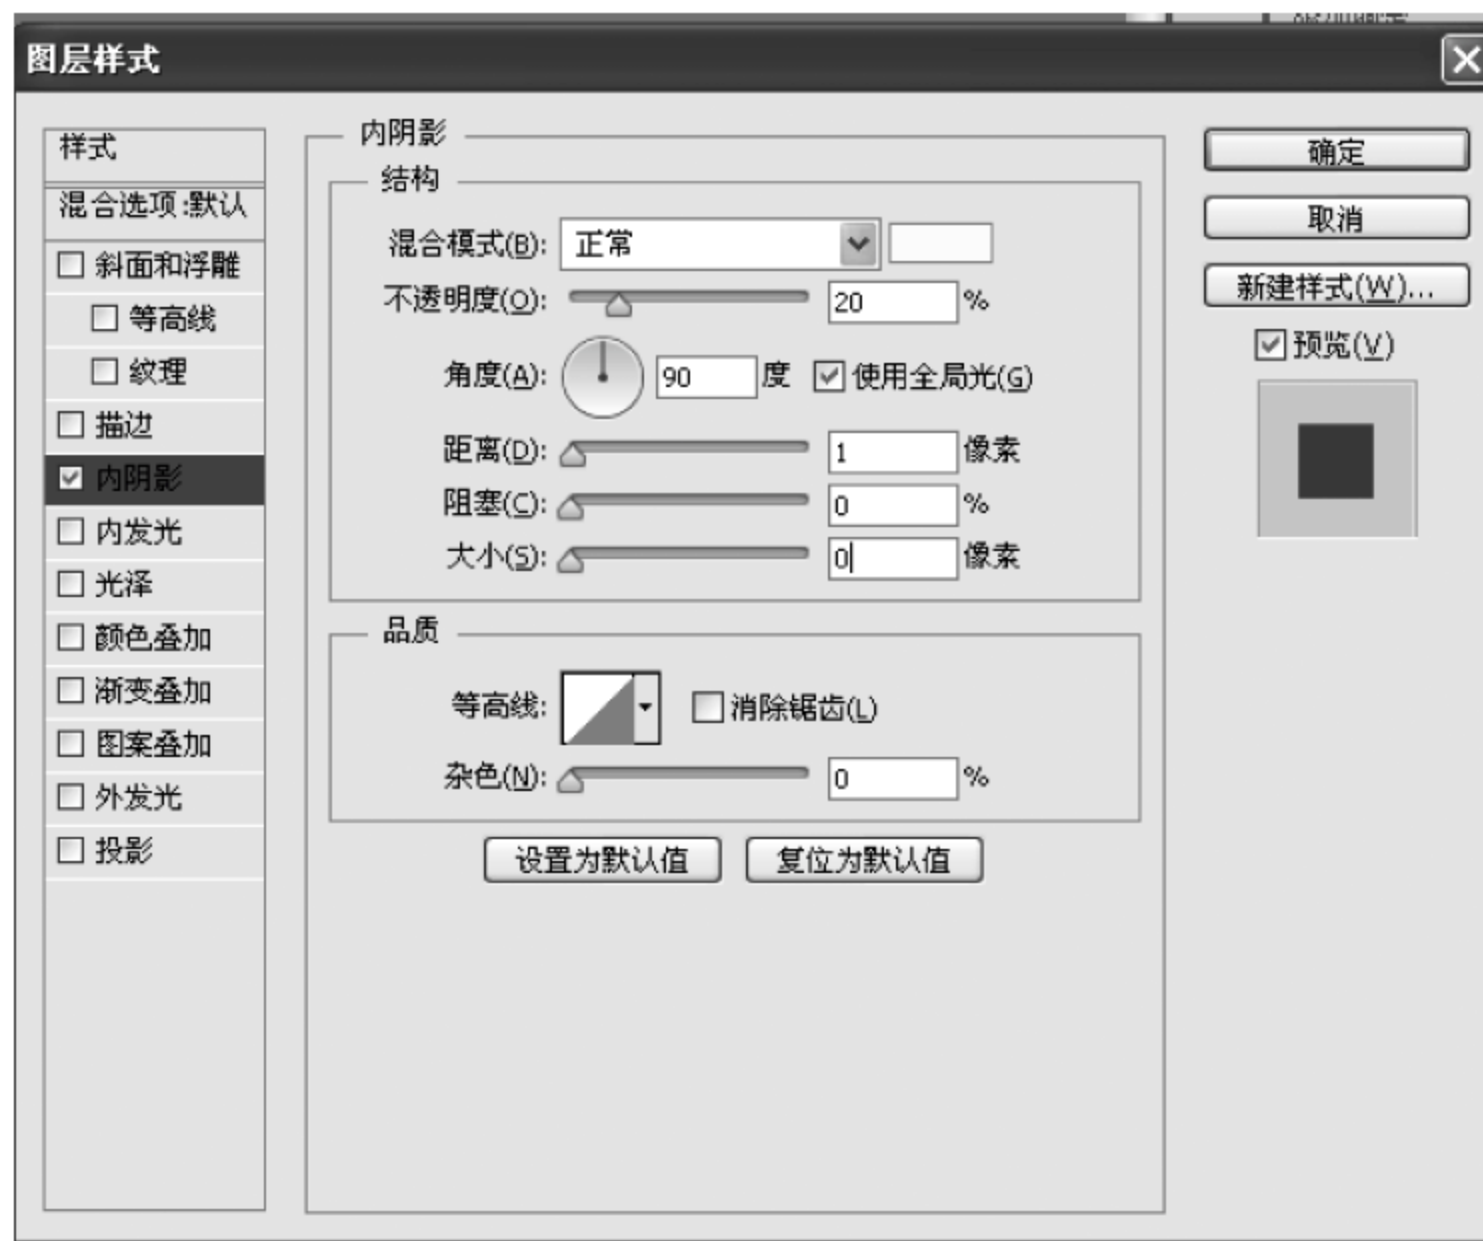 图层样式
样式
混合选项:默认
斜面和浮雕
等高线
纹理
描边
内阴影
内发光
光泽
颜色叠加
渐变叠加
图案叠加
外发光
投影
内阴影
结构
混合模式(B): 正常
不透明度(O): 20 %
角度(A): 90 度 使用全局光(G)
距离(D): 1 像素
阻塞(C): 0 %
大小(S): 0 像素
品质
等高线: 消除锯齿(L)
杂色(N): 0 %
设置为默认值 复位为默认值
确定
取消
新建样式(W)...
预览(V)